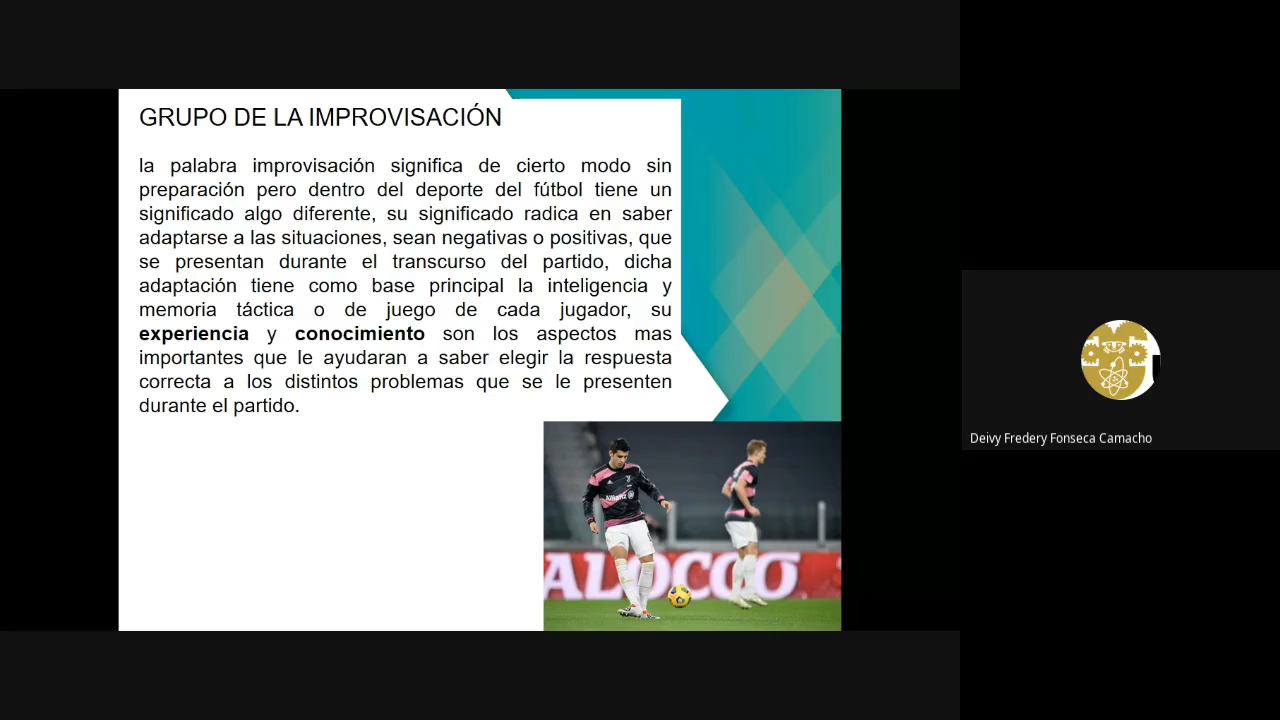 GRUPO DE LA IMPROVISACIÓN
la palabra improvisación significa de cierto modo sin
preparación pero dentro del deporte del fútbol tiene un
significado algo diferente, su significado radica en saber
adaptarse a las situaciones, sean negativas o positivas, que
se presentan durante el transcurso del partido, dicha
adaptación tiene como base principal la inteligencia y
memoria táctica o de juego de cada jugador, su
experiencia y conocimiento son los aspectos mas
importantes que le ayudaran a saber elegir la respuesta
correcta a los distintos problemas que se le presenten
durante el partido.
Allianz
ALOCCO
Deivy Fredery Fonseca Camacho